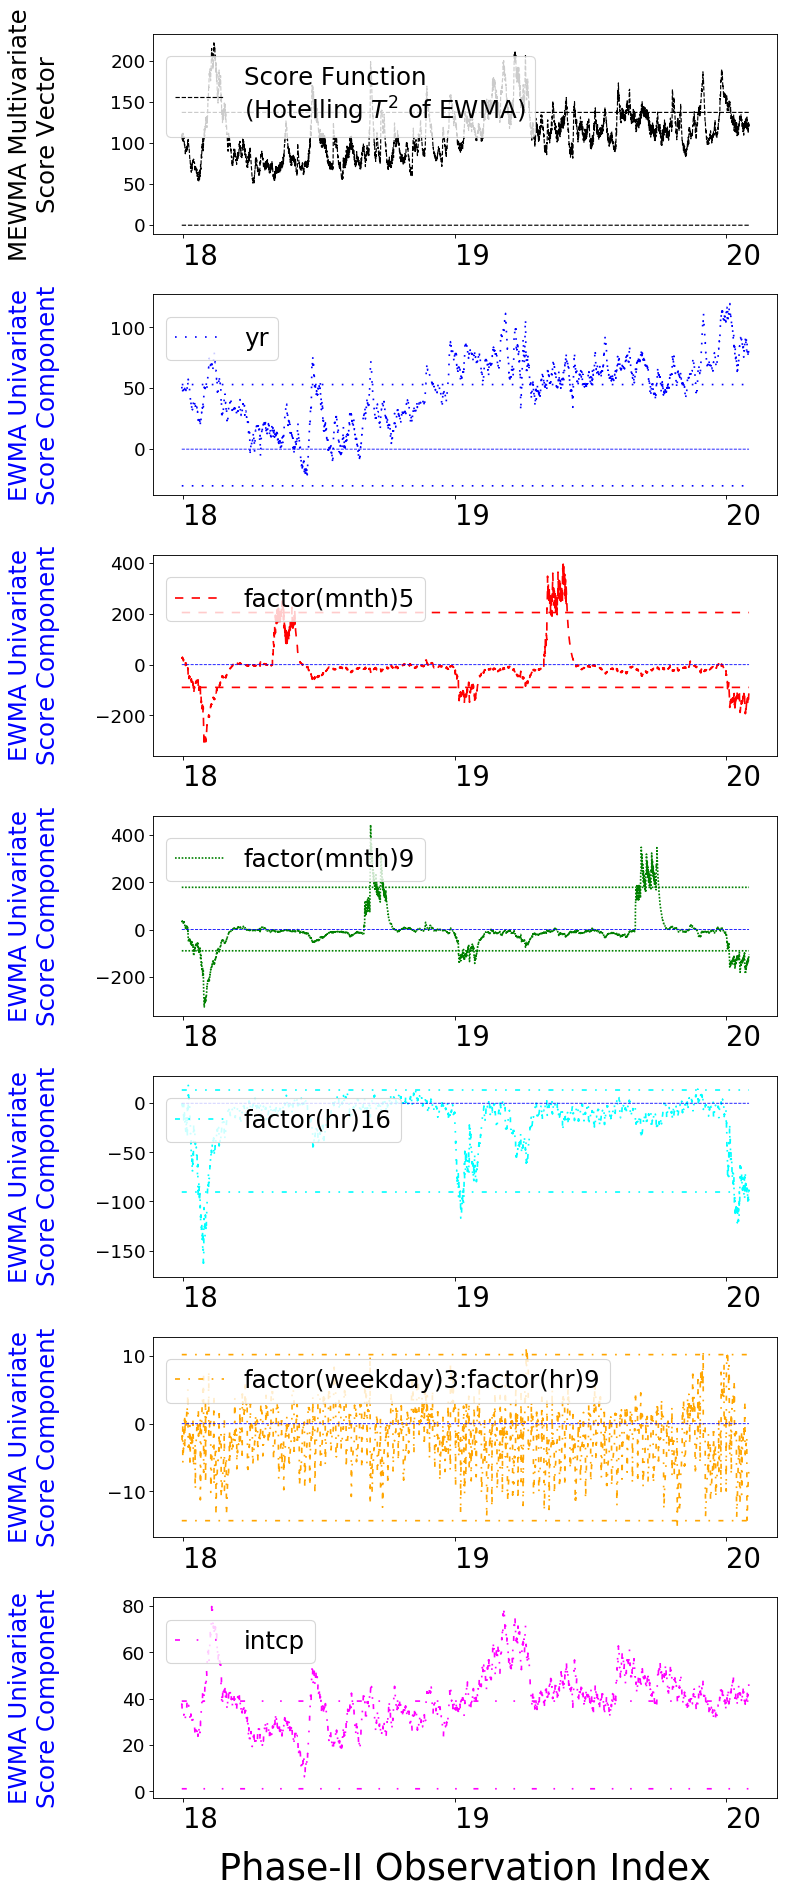 MEWMA Multivariate
Score Vector
200
150
100
50
0
Score Function
(Hotelling T² of EWMA)
18 19 20
EWMA Univariate
Score Component
100
50
0
yr
18 19 20
EWMA Univariate
Score Component
400
200
0
−200
factor(mnth)5
18 19 20
EWMA Univariate
Score Component
400
200
0
−200
factor(mnth)9
18 19 20
EWMA Univariate
Score Component
0
−50
−100
−150
factor(hr)16
18 19 20
EWMA Univariate
Score Component
10
0
−10
factor(weekday)3:factor(hr)9
18 19 20
EWMA Univariate
Score Component
80
60
40
20
0
intcp
18 19 20
Phase-II Observation Index